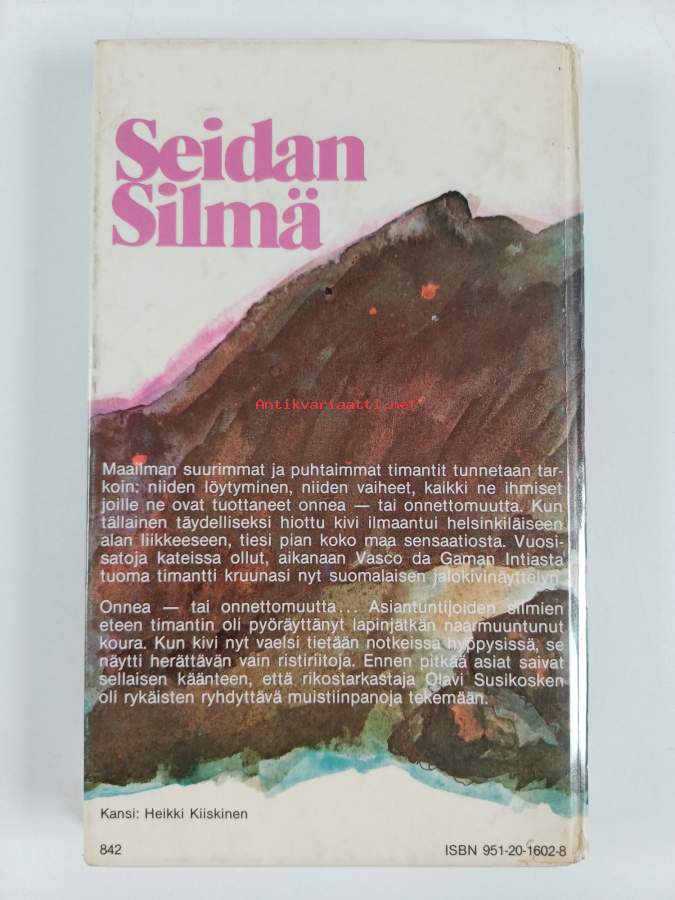 Seidan
Silmä
Antikvariaatti.net
Maailman suurimmat ja puhtaimmat timantit tunnetaan tar-
koin: niiden löytyminen, niiden vaiheet, kaikki ne ihmiset
joille ne ovat tuottaneet onnea — tai onnettomuutta. Kun
tällainen täydelliseksi hiottu kivi ilmaantui helsinkiläiseen
alan liikkeeseen, tiesi pian koko maa sensaatiosta. Vuosi-
satoja kateissa ollut, aikanaan Vasco da Gaman Intiasta
tuoma timantti kruunasi nyt suomalaisen jalokivinäyttelyn.
Onnea — tai onnettomuutta... Asiantuntijoiden silmien
eteen timantin oli pyöräyttänyt lapinjätkän naarmuuntunut
koura. Kun kivi nyt vaelsi tietään notkeissa hyppysissä, se
näytti herättävän vain ristiriitoja. Ennen pitkää asiat saivat
sellaisen käänteen, että rikostarkastaja Olavi Susikosken
oli rykäisten ryhdyttävä muistiinpanoja tekemään.
Kansi: Heikki Kiiskinen
842
ISBN 951-20-1602-8